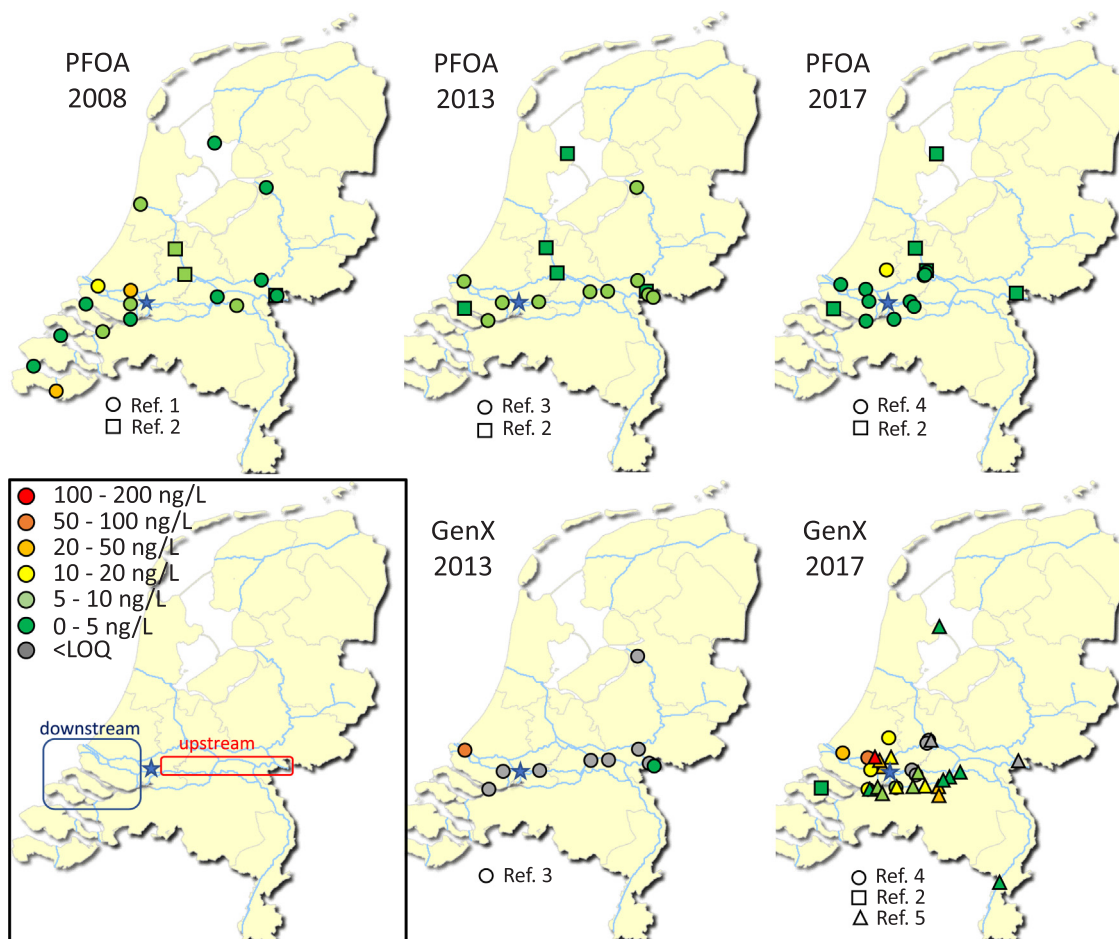 PFOA
2008
Ref. 1
Ref. 2
PFOA
2013
Ref. 3
Ref. 2
PFOA
2017
Ref. 4
Ref. 2
100 - 200 ng/L
50 - 100 ng/L
20 - 50 ng/L
10 - 20 ng/L
5 - 10 ng/L
0 - 5 ng/L
<LOQ
downstream
upstream
GenX
2013
Ref. 3
GenX
2017
Ref. 4
Ref. 2
Ref. 5